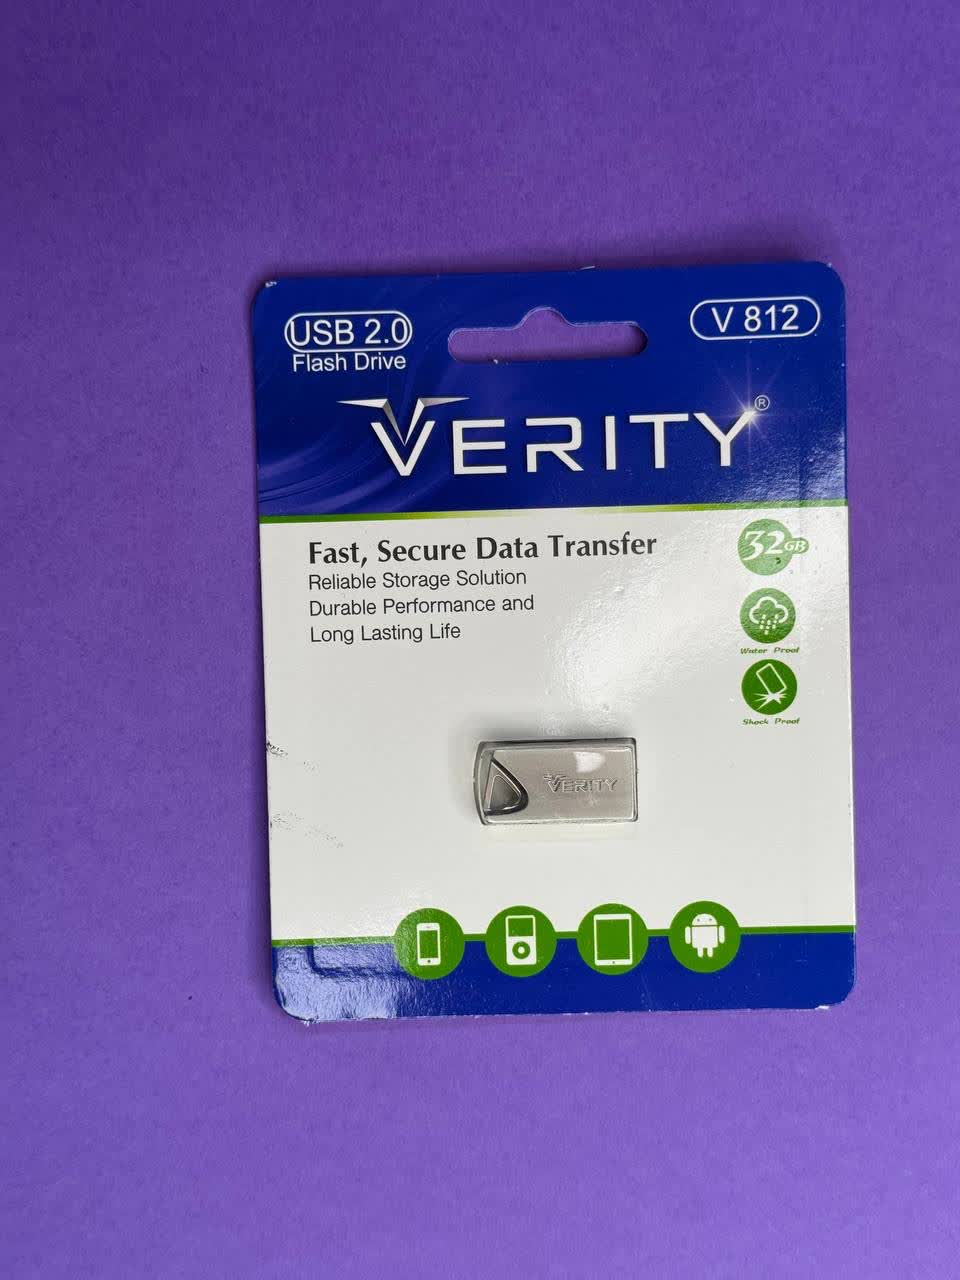 USB 2.0
Flash Drive
V 812
VERITY®
Fast, Secure Data Transfer
Reliable Storage Solution
Durable Performance and
Long Lasting Life
32GB
Water Proof
Shock Proof
VERITY